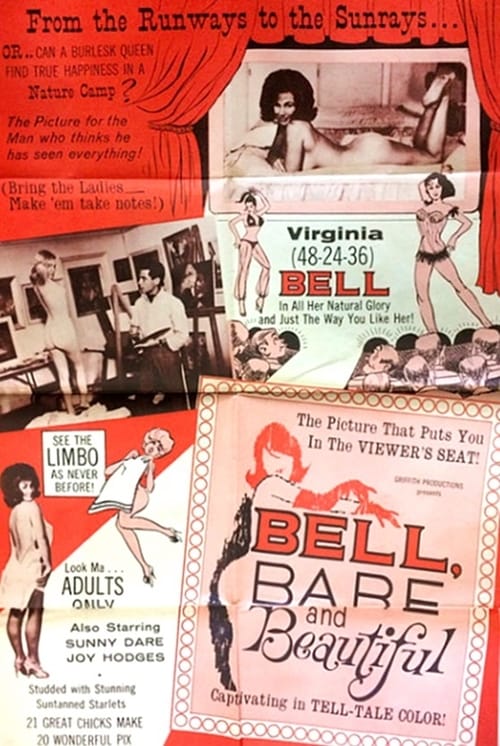 From the Runways to the Sunrays...
OR.. CAN A BURLESK QUEEN
FIND TRUE HAPPINESS IN A
Nature Camp?
The Picture for the
Man who thinks he
has seen everything!
(Bring the Ladies__
Make 'em take notes!)
Virginia
(48-24-36)
BELL
In All Her Natural Glory
and Just The Way You Like Her!
SEE THE
LIMBO
AS NEVER
BEFORE!
Look Ma...
ADULTS
ONLY
Also Starring
SUNNY DARE
JOY HODGES
Studded with Stunning
Suntanned Starlets
21 GREAT CHICKS MAKE
20 WONDERFUL PIX
The Picture That Puts You
In The VIEWER'S SEAT!
GRIFFITH PRODUCTIONS
presents
BELL,
BARE
and
Beautiful
Captivating in TELL-TALE COLOR!